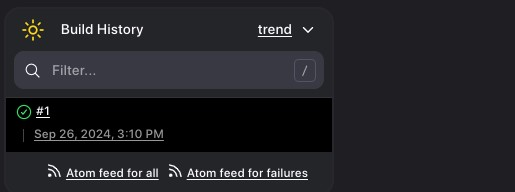 Build History
trend
Filter...
/
#1
Sep 26, 2024, 3:10 PM
Atom feed for all
Atom feed for failures